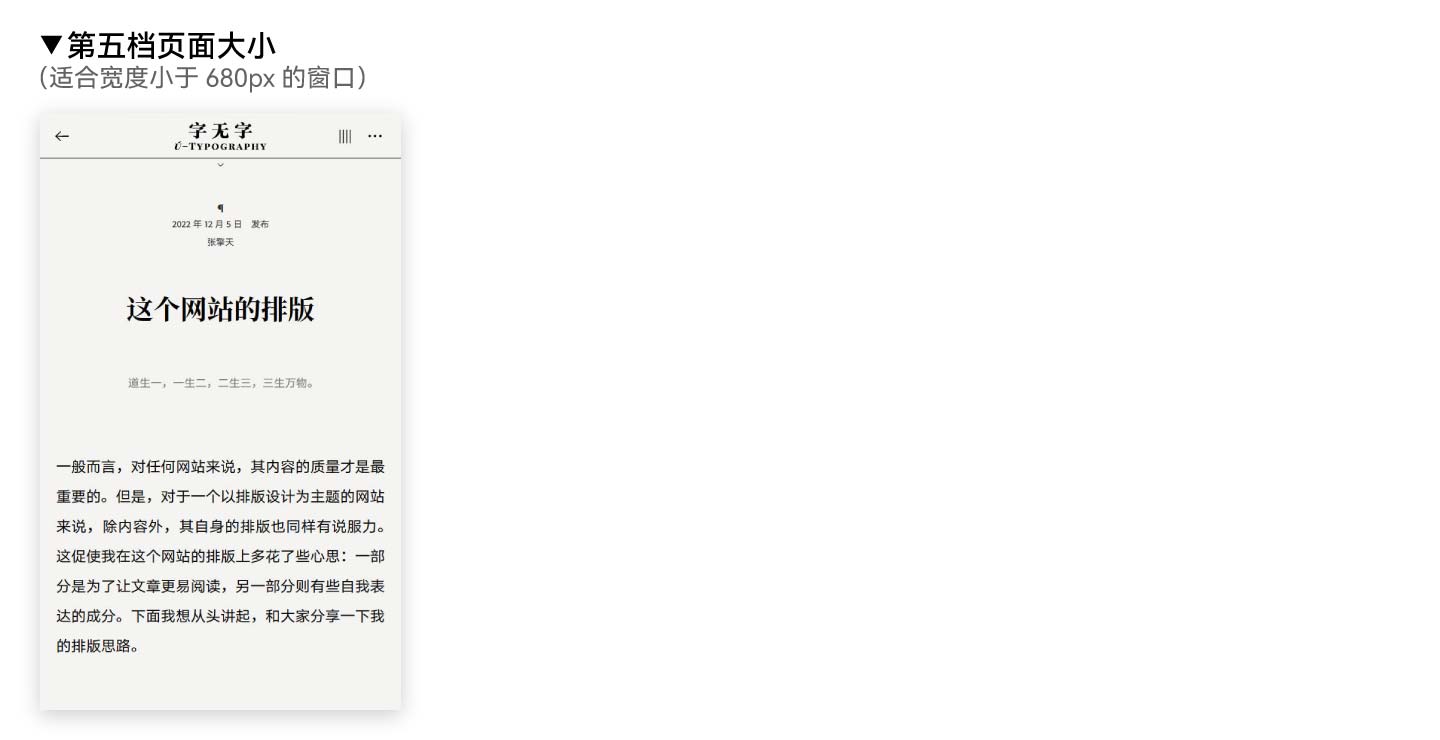 ▼第五档页面大小
（适合宽度小于 680px 的窗口）
字无字
Ú–TYPOGRAPHY
¶
2022 年 12 月 5 日　发布
张擎天
这个网站的排版
道生一，一生二，二生三，三生万物。
一般而言，对任何网站来说，其内容的质量才是最
重要的。但是，对于一个以排版设计为主题的网站
来说，除内容外，其自身的排版也同样有说服力。
这促使我在这个网站的排版上多花了些心思：一部
分是为了让文章更易阅读，另一部分则有些自我表
达的成分。下面我想从头讲起，和大家分享一下我
的排版思路。